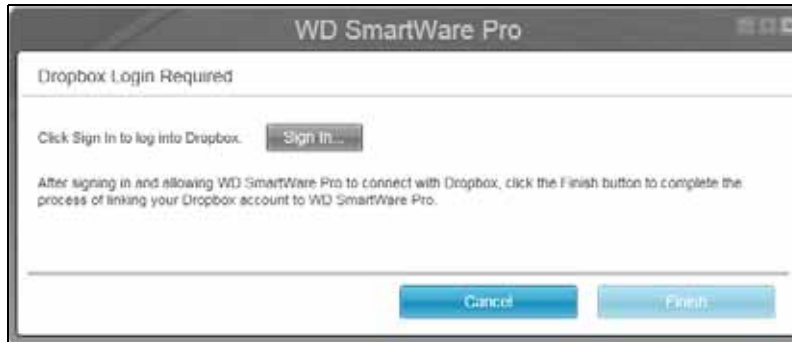 WD SmartWare Pro
Dropbox Login Required
Click Sign In to log into Dropbox. Sign In...
After signing in and allowing WD SmartWare Pro to connect with Dropbox, click the Finish button to complete the
process of linking your Dropbox account to WD SmartWare Pro.
Cancel Finish